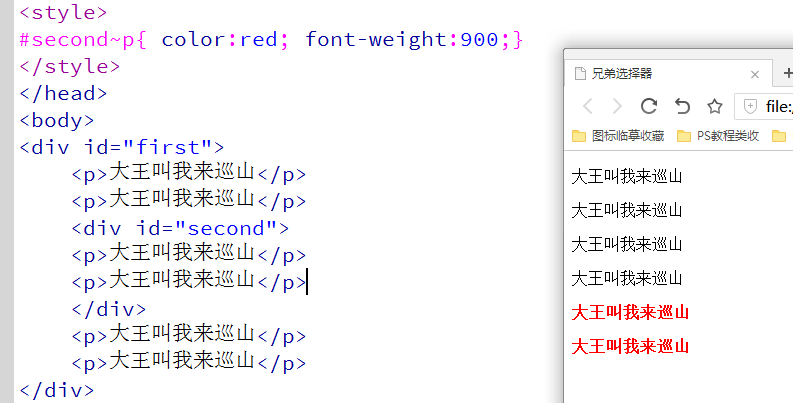 <style>
#second~p{ color:red; font-weight:900;}
</style>
</head>
<body>
<div id="first">
<p>大王叫我来巡山</p>
<p>大王叫我来巡山</p>
<div id="second">
<p>大王叫我来巡山</p>
<p>大王叫我来巡山</p>
</div>
<p>大王叫我来巡山</p>
<p>大王叫我来巡山</p>
</div>
兄弟选择器
file:/
图标临摹收藏 PS教程类收
大王叫我来巡山
大王叫我来巡山
大王叫我来巡山
大王叫我来巡山
大王叫我来巡山
大王叫我来巡山